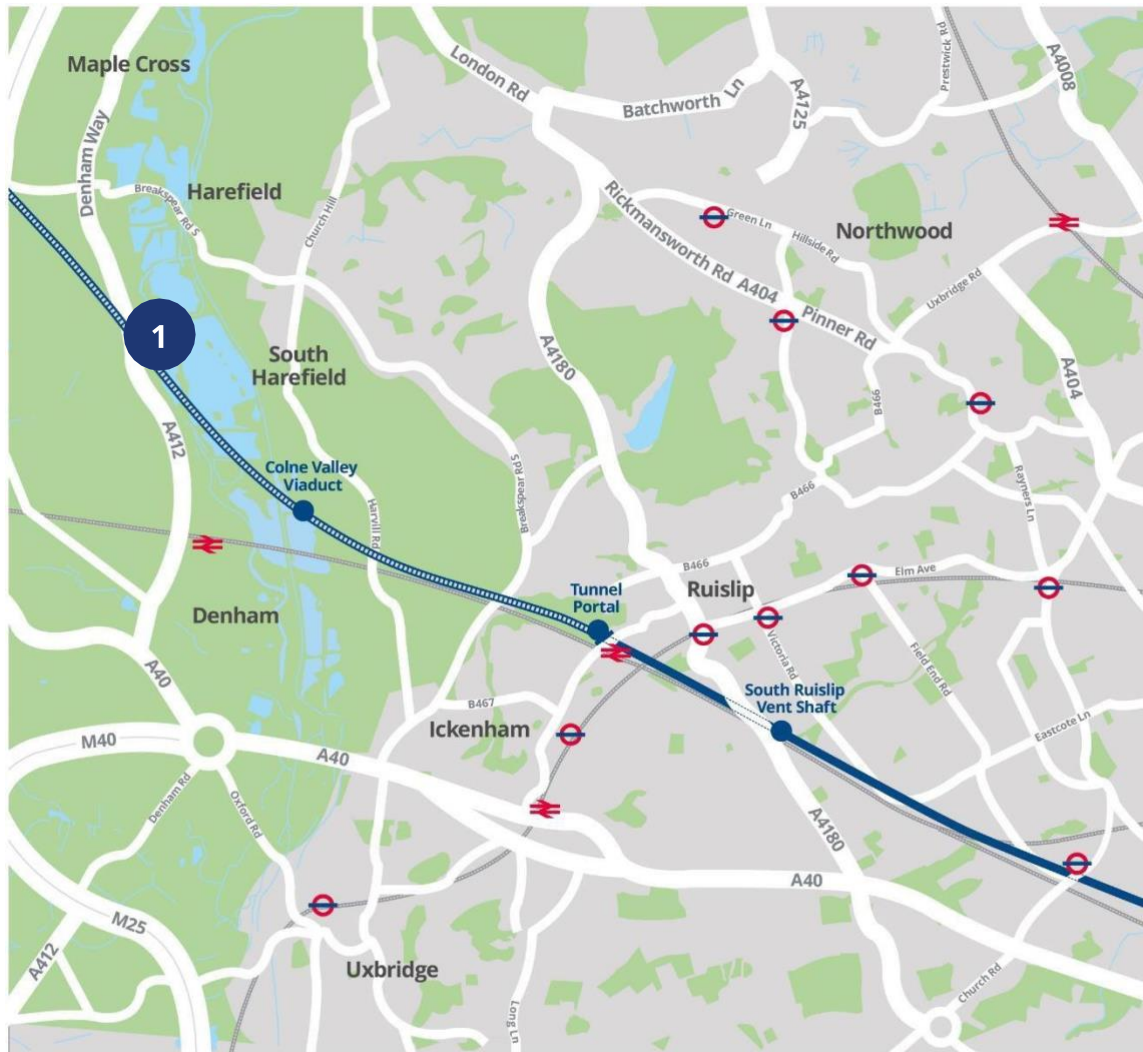 Maple Cross
Denham Way
London Rd
Batchworth Ln
A4125
Prestwick Rd
A4008
Breakspear Rd S
Harefield
Church Hill
Rickmansworth Rd A404
Green Ln
Hillside Rd
Northwood
Uxbridge Rd
1
Pinner Rd
A4180
South
Harefield
A404
B466
A412
Colne Valley
Viaduct
Harvill Rd
Breakspear Rd S
B466
Rayners Ln
B466
Elm Ave
Tunnel
Portal
Ruislip
Denham
Victoria Rd
Field End Rd
A40
South Ruislip
Vent Shaft
B467
Ickenham
Eastcote Ln
M40
A40
Denham Rd
Oxford Rd
A4180
A40
M25
A412
Uxbridge
Long Ln
Church Rd